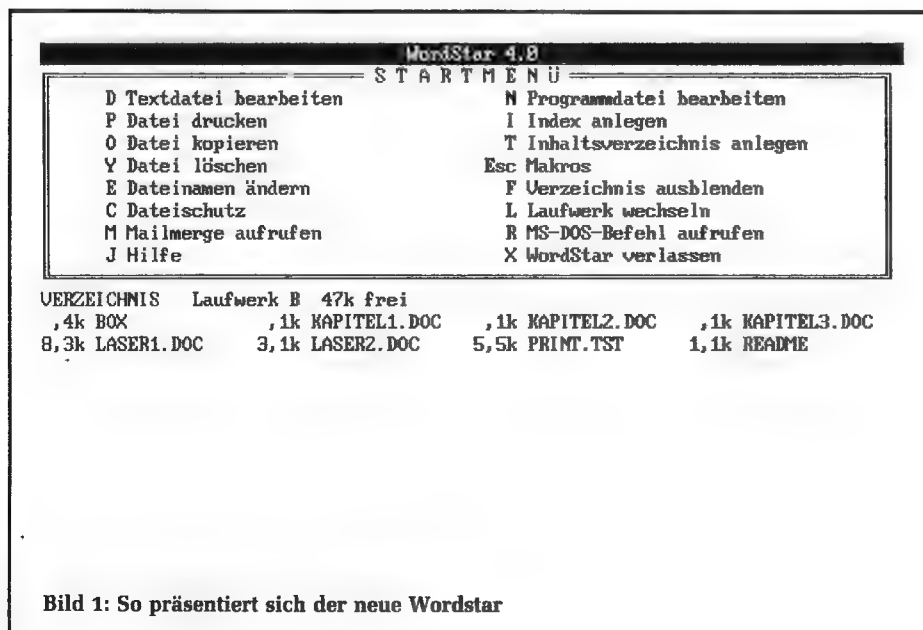 WordStar 4.0
STARTMENÜ
D Textdatei bearbeiten N Programmdatei bearbeiten
P Datei drucken I Index anlegen
O Datei kopieren T Inhaltsverzeichnis anlegen
Y Datei löschen Esc Makros
E Dateinamen ändern F Verzeichnis ausblenden
C Dateischutz L Laufwerk wechseln
M Mailmerge aufrufen R MS-DOS-Befehl aufrufen
J Hilfe X WordStar verlassen
VERZEICHNIS Laufwerk B 47k frei
,4k BOX ,1k KAPITEL1.DOC ,1k KAPITEL2.DOC ,1k KAPITEL3.DOC
8,3k LASER1.DOC 3,1k LASER2.DOC 5,5k PRINT.TST 1,1k README
Bild 1: So präsentiert sich der neue Wordstar